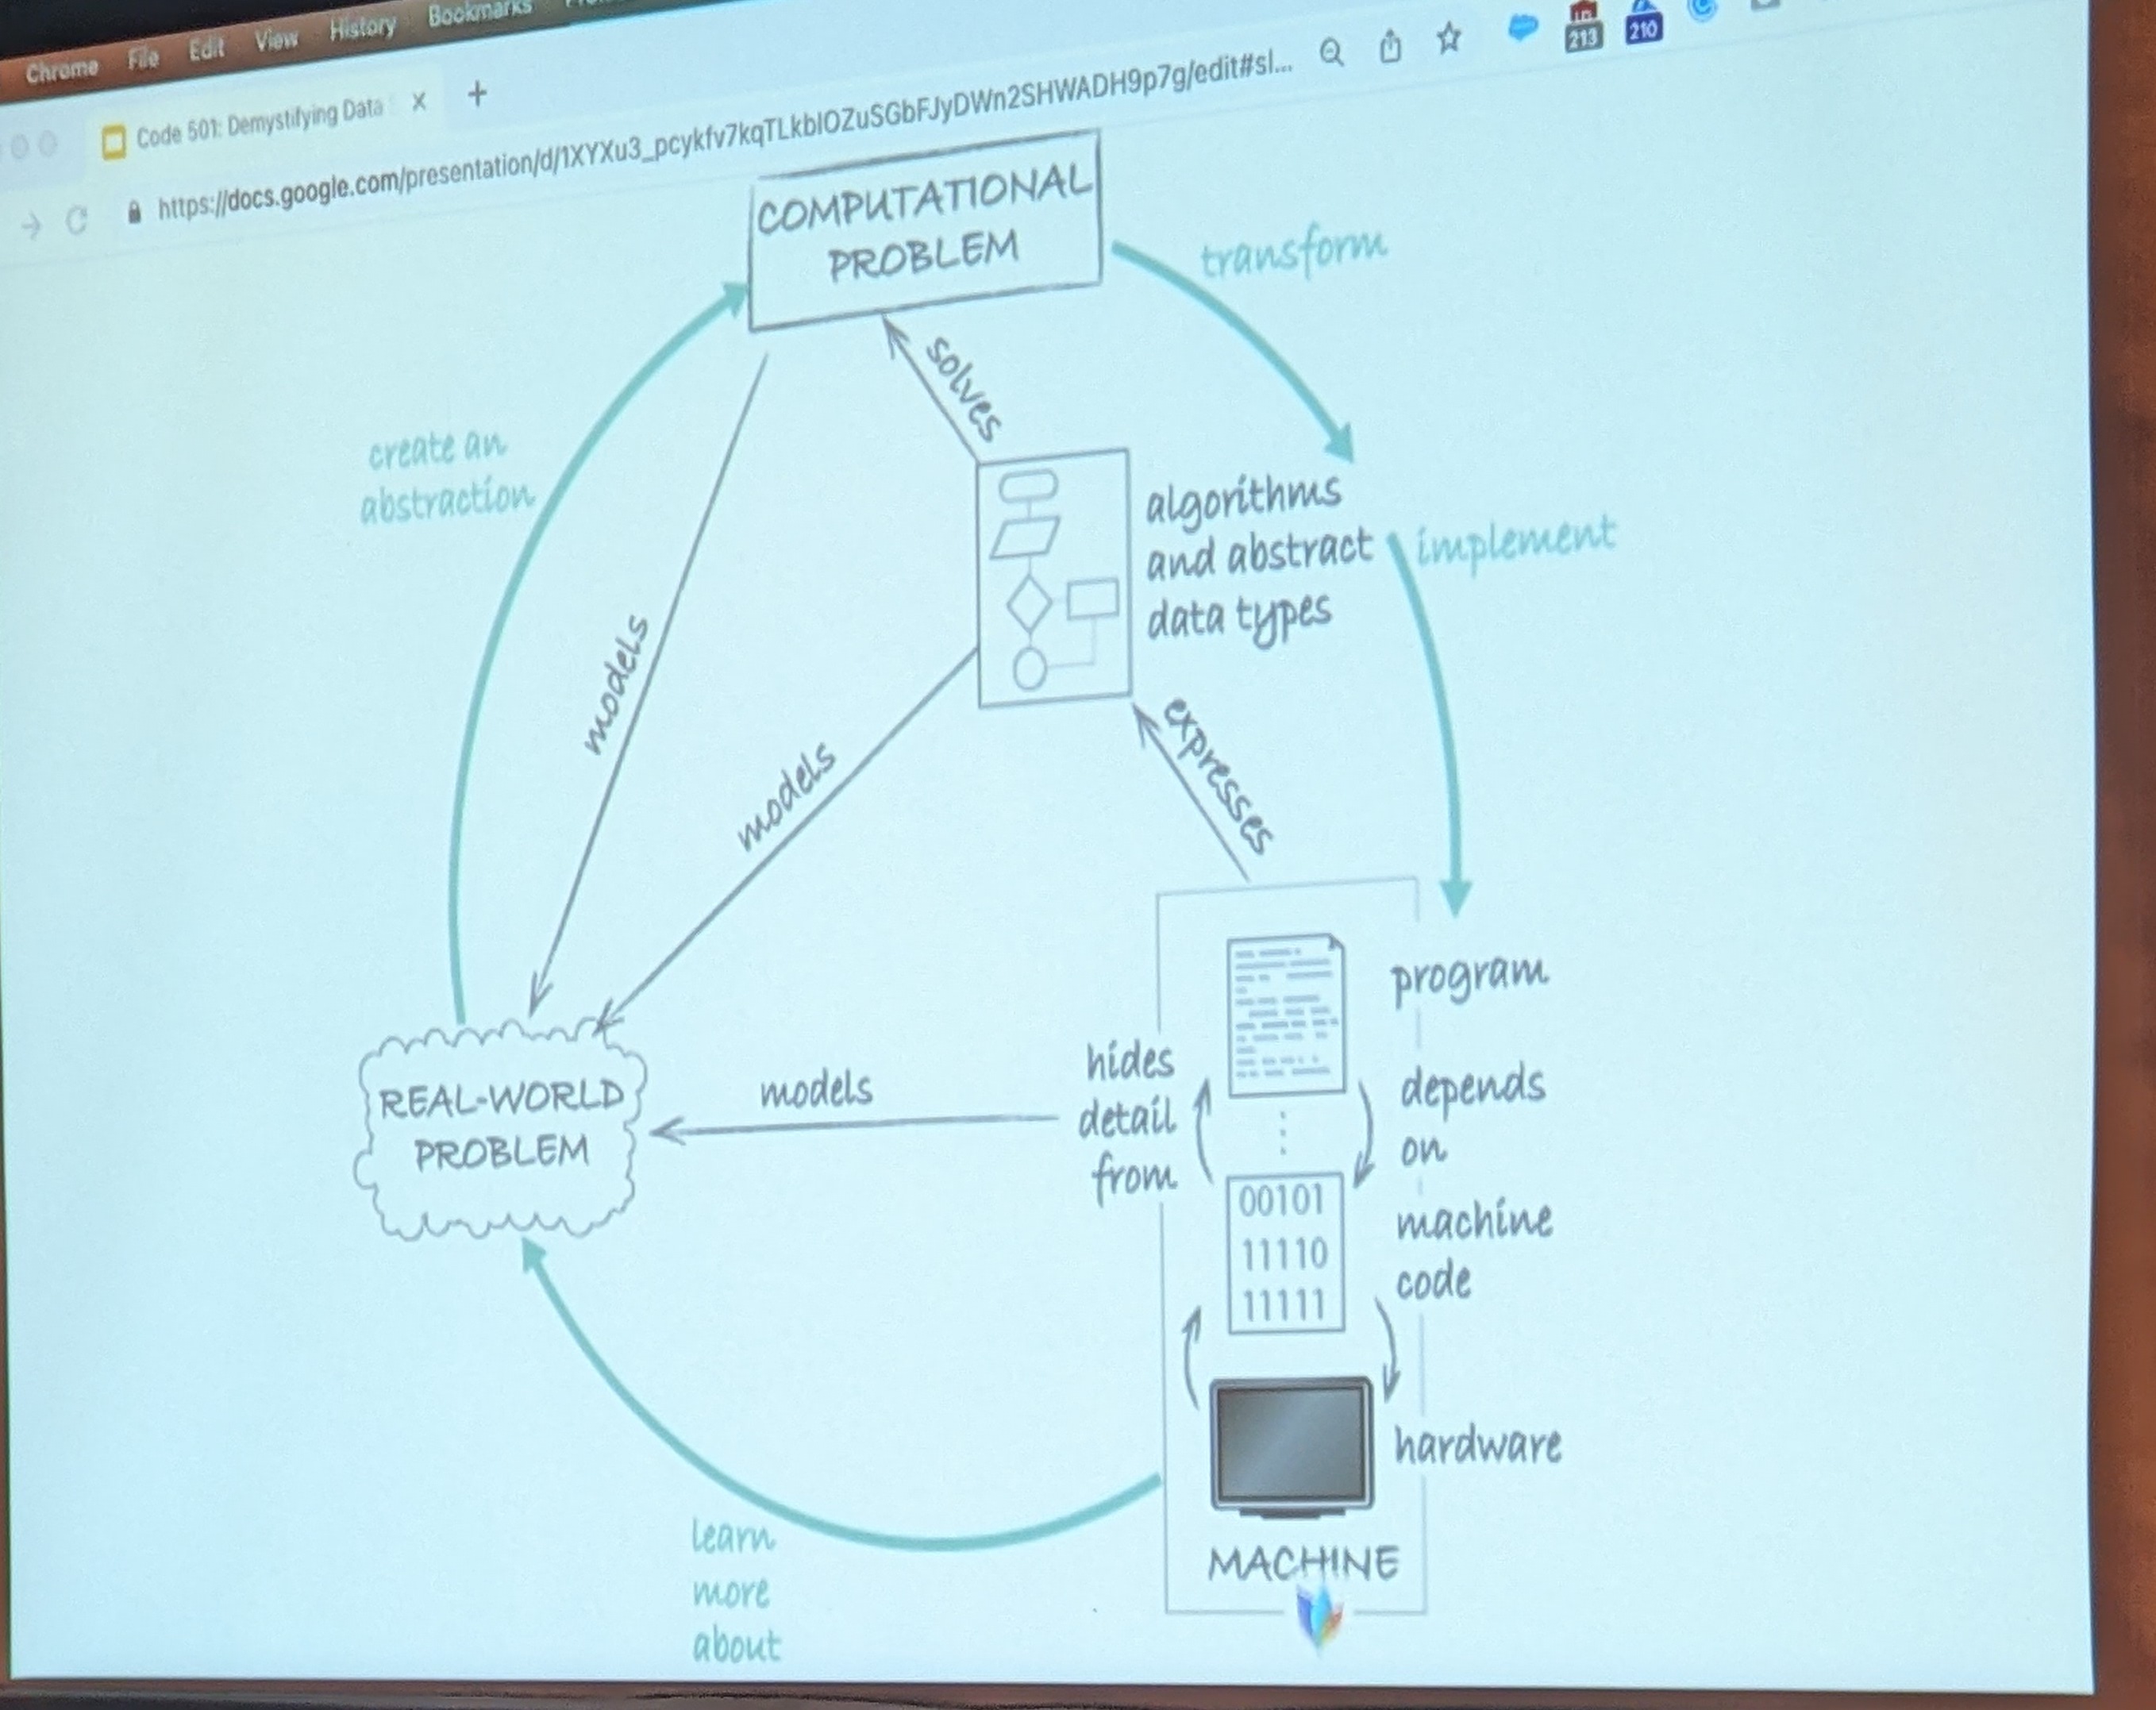 Chrome File Edit View History Bookmarks
Code 501: Demystifying Data
https://docs.google.com/presentation/d/1XYXu3_pcykfv7kqTLkblOZuSGbFJyDWn2SHWADH9p7g/edit#sl...
213
210
COMPUTATIONAL
PROBLEM
transform
solves
create an
abstraction
algorithms
and abstract
data types
implement
models
models
expresses
program
REAL-WORLD
PROBLEM
models
hides
detail
from
depends
on
00101
11110
11111
machine
code
hardware
MACHINE
learn
more
about